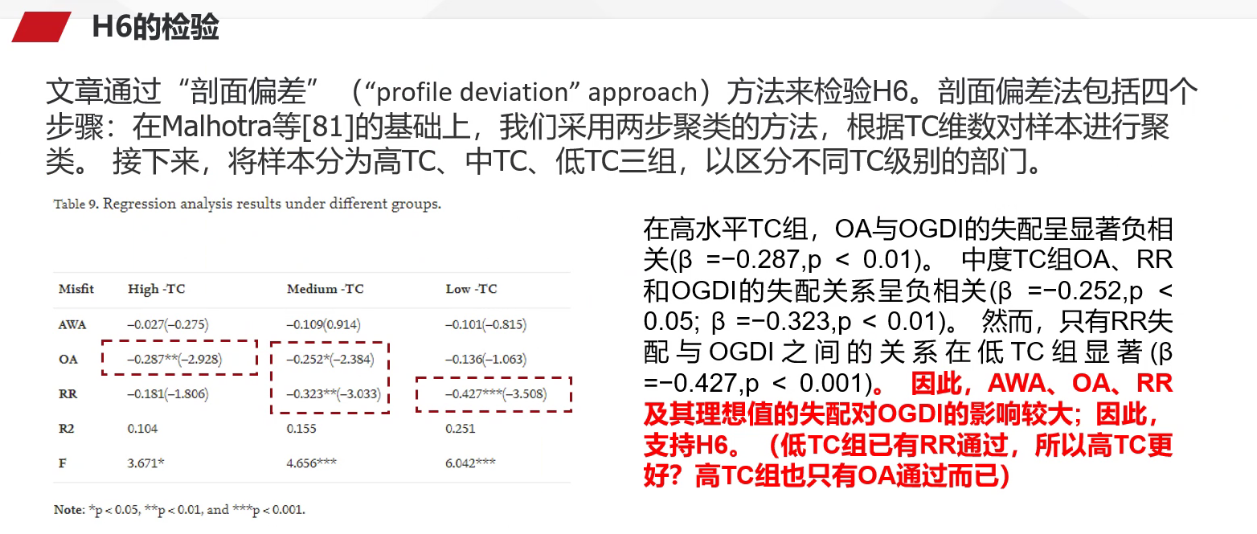 H6的检验
文章通过“剖面偏差”（“profile deviation” approach）方法来检验H6。剖面偏差法包括四个
步骤：在Malhotra等[81]的基础上，我们采用两步聚类的方法，根据TC维数对样本进行聚
类。 接下来，将样本分为高TC、中TC、低TC三组，以区分不同TC级别的部门。
Table 9. Regression analysis results under different groups.
Misfit High -TC Medium -TC Low -TC
AWA −0.027(−0.275) −0.109(0.914) −0.101(−0.815)
OA −0.287**(−2.928) −0.252*(−2.384) −0.136(−1.063)
RR −0.181(−1.806) −0.323**(−3.033) −0.427***(−3.508)
R2 0.104 0.155 0.251
F 3.671* 4.656*** 6.042***
Note: *p < 0.05, **p < 0.01, and ***p < 0.001.
在高水平TC组，OA与OGDI的失配呈显著负相
关(β =−0.287,p < 0.01)。 中度TC组OA、RR
和OGDI的失配关系呈负相关(β =−0.252,p <
0.05; β =−0.323,p < 0.01)。 然而，只有RR失
配与OGDI之间的关系在低TC组显著(β
=−0.427,p < 0.001)。 因此，AWA、OA、RR
及其理想值的失配对OGDI的影响较大；因此，
支持H6。（低TC组已有RR通过，所以高TC更
好？高TC组也只有OA通过而已）